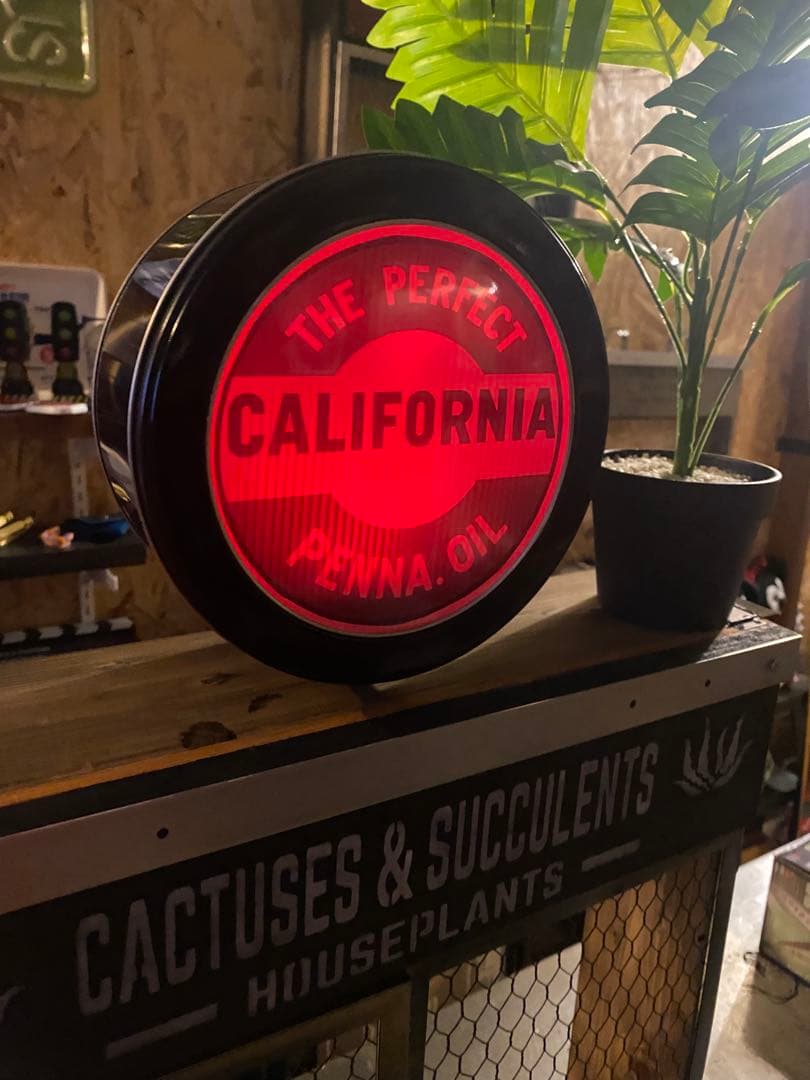 THE PERFECT
CALIFORNIA
PENNA. OIL
CACTUSES & SUCCULENTS
HOUSEPLANTS